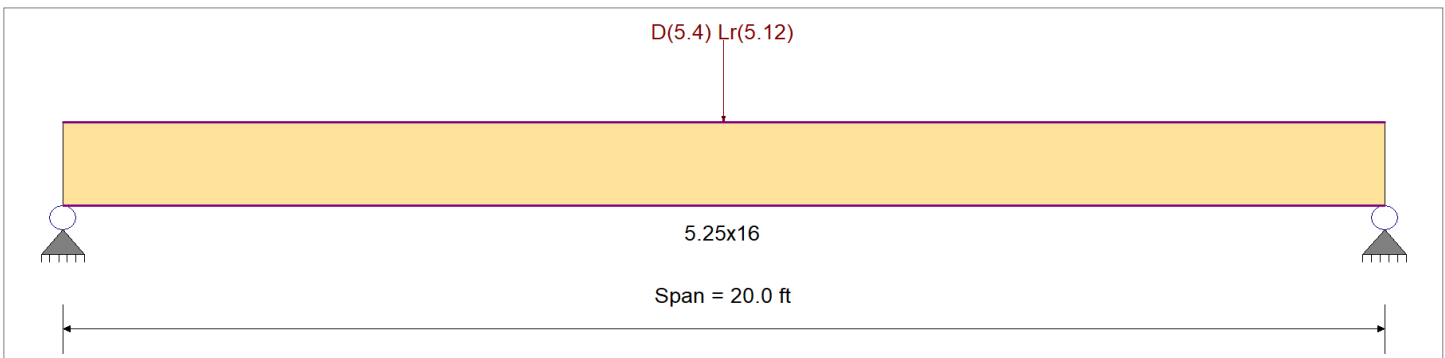 D(5.4) Lr(5.12)
5.25x16
Span = 20.0 ft